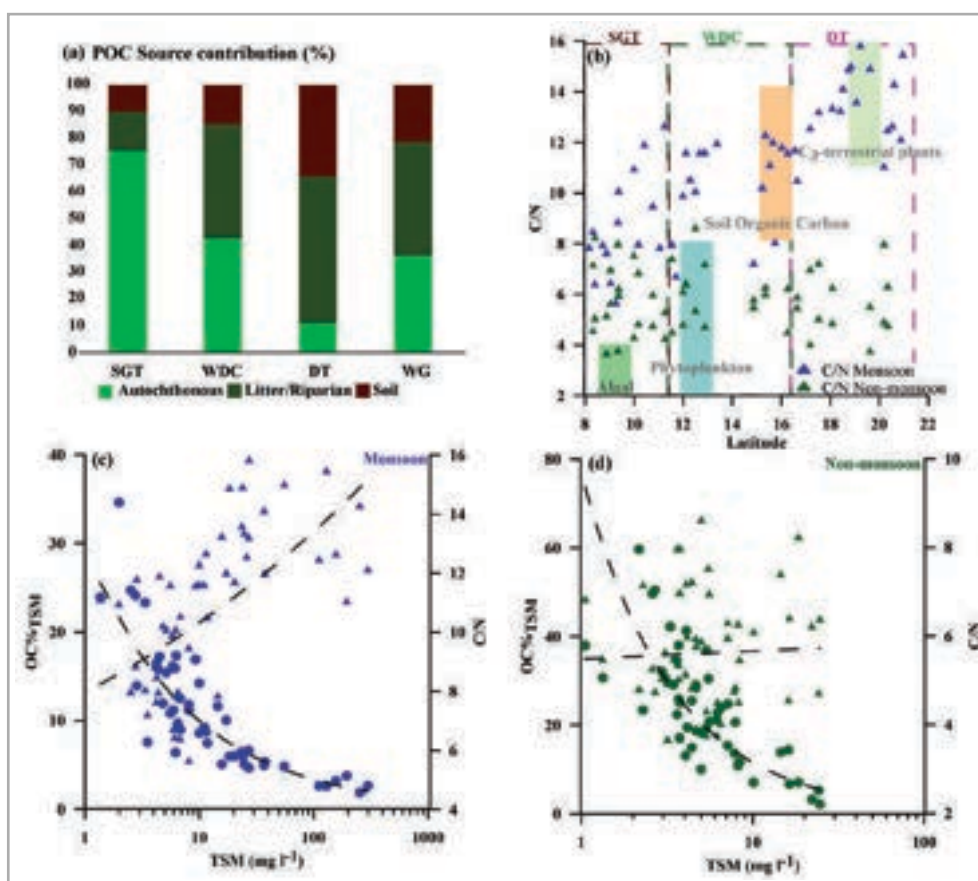 (a) POC Source contribution (%)
100
90
80
70
60
50
40
30
20
10
0
SGT WDC DT WG
Autochthonous Litter/Riparian Soil
SGT WDC DT
(b)
C/N
16
14
12
10
8
6
4
2
C3-terrestrial plants
Soil Organic Carbon
Phytoplankton
Algal
C/N Monsoon
C/N Non-monsoon
8 10 12 14 16 18 20 22
Latitude
(c) Monsoon
OC%TSM
40
30
20
10
0
C/N
16
14
12
10
8
6
4
1 10 100 1000
TSM (mg l⁻¹)
(d) Non-monsoon
OC%TSM
80
60
40
20
0
C/N
10
8
6
4
2
1 10 100
TSM (mg l⁻¹)